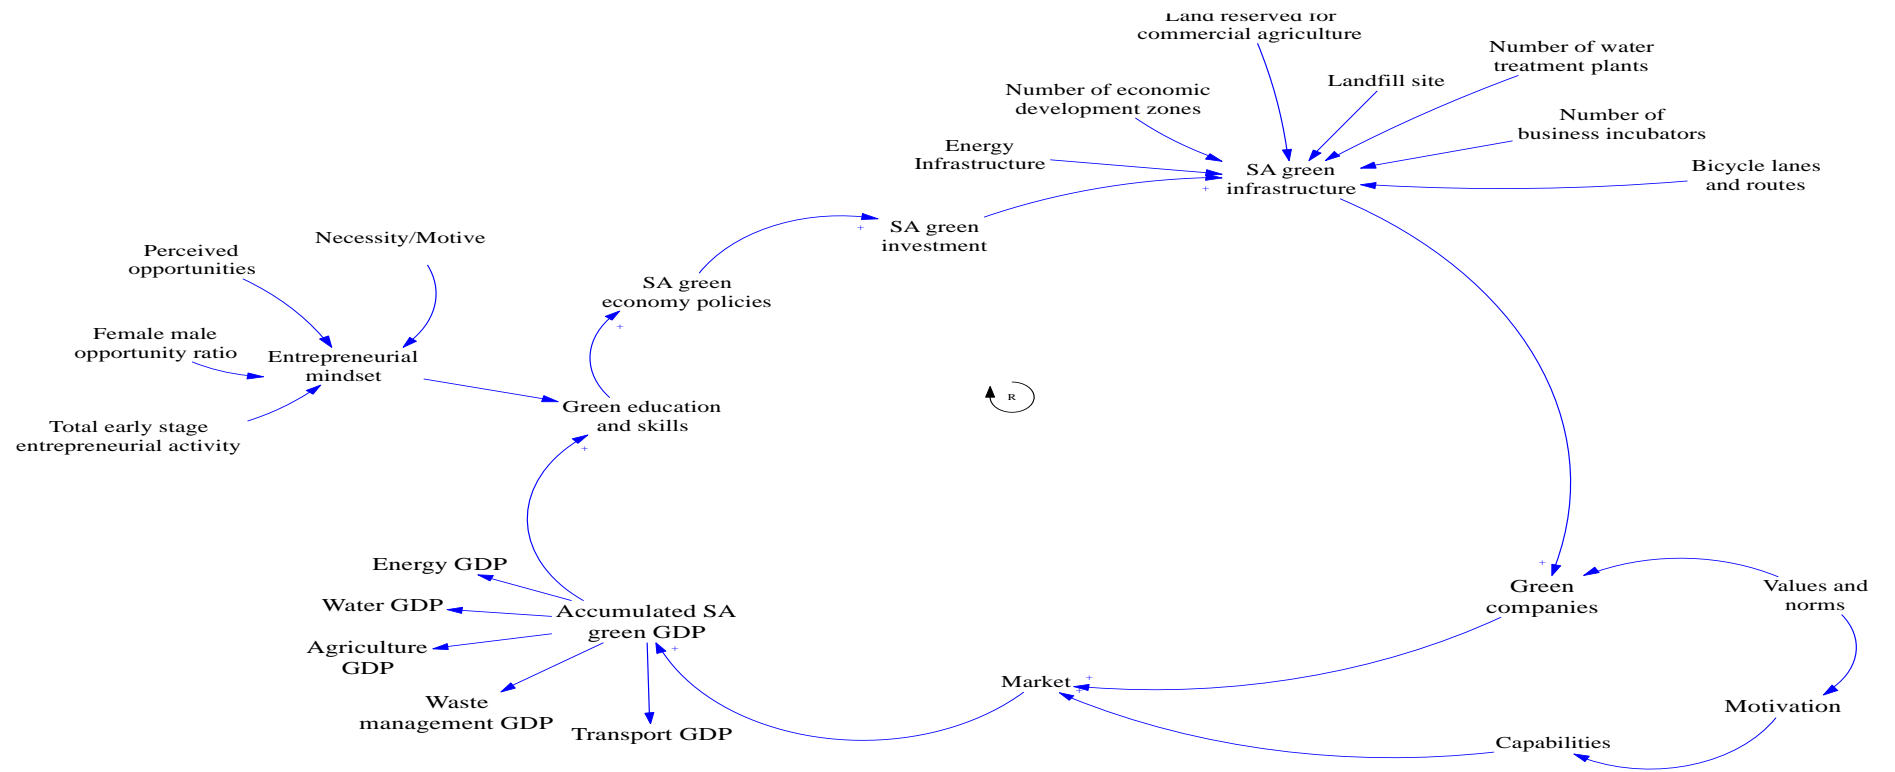 Land reserved for
commercial agriculture
Number of water
treatment plants
Landfill site
Number of economic
development zones
Number of
business incubators
Energy
Infrastructure
SA green
infrastructure
+
Bicycle lanes
and routes
SA green
investment
+
Necessity/Motive
Perceived
opportunities
SA green
economy policies
+
Female male
opportunity ratio
Entrepreneurial
mindset
Total early stage
entrepreneurial activity
Green education
and skills
+
R
Energy GDP
Water GDP
Accumulated SA
green GDP
+
Agriculture
GDP
Waste
management GDP
Transport GDP
+
Green
companies
Values and
norms
Market
+
+
Motivation
Capabilities